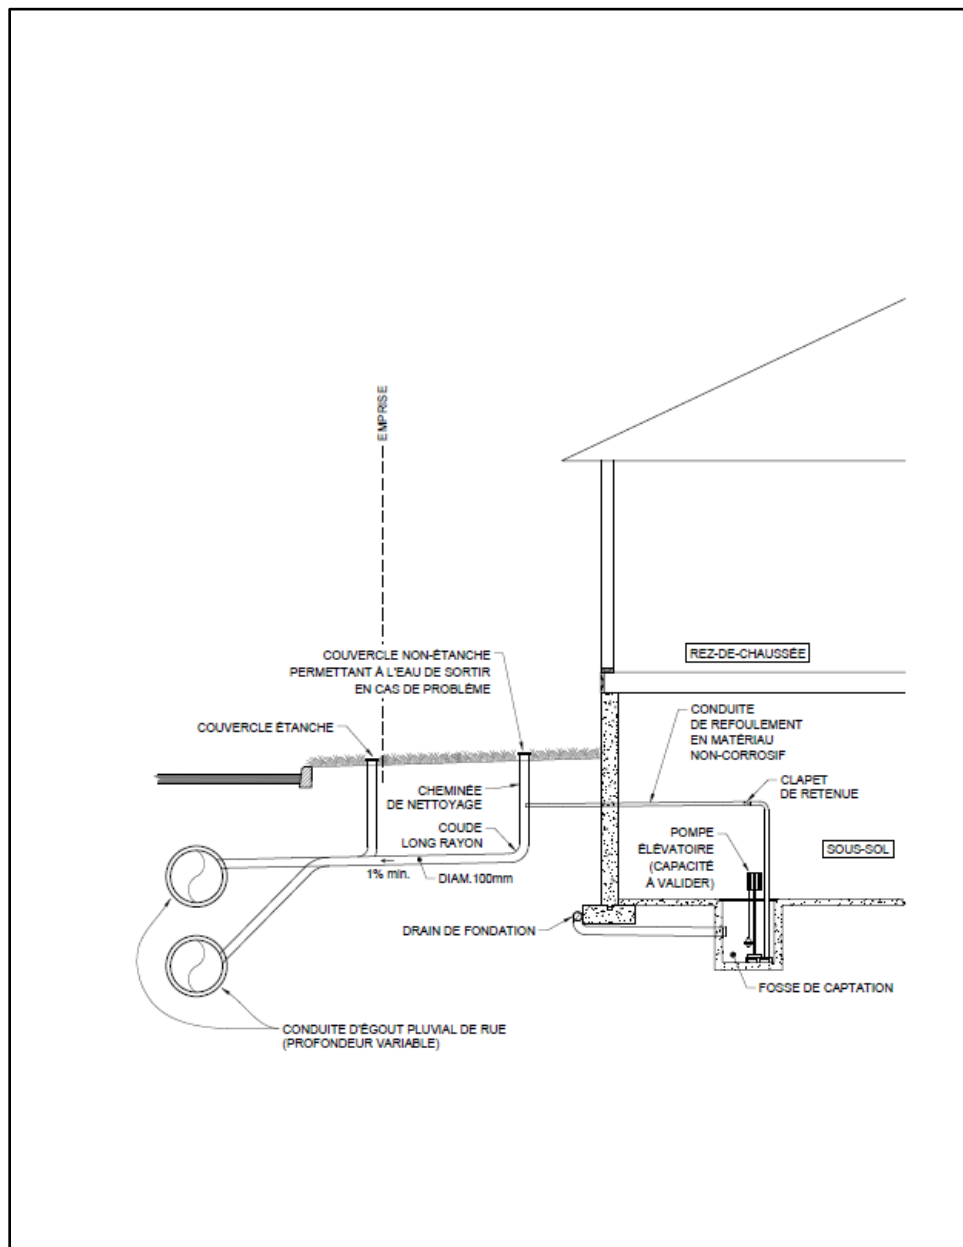 EMPRISE
COUVERCLE NON-ÉTANCHE
PERMETTANT À L'EAU DE SORTIR
EN CAS DE PROBLÈME
REZ-DE-CHAUSSÉE
COUVERCLE ÉTANCHE
CONDUITE
DE REFOULEMENT
EN MATÉRIAU
NON-CORROSIF
CLAPET
DE RETENUE
CHEMINÉE
DE NETTOYAGE
COUDE
LONG RAYON
POMPE
ÉLÉVATOIRE
(CAPACITÉ
À VALIDER)
SOUS-SOL
1% min.
DIAM.100mm
DRAIN DE FONDATION
FOSSE DE CAPTATION
CONDUITE D'ÉGOUT PLUVIAL DE RUE
(PROFONDEUR VARIABLE)